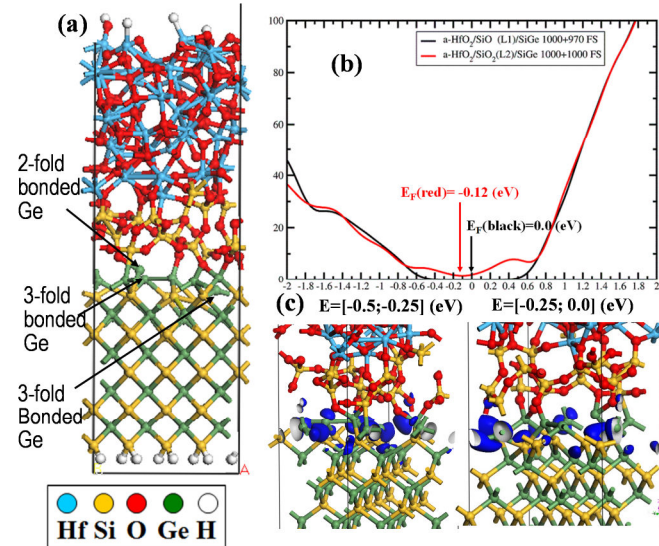 (a)
2-fold
bonded
Ge
3-fold
bonded
Ge
3-fold
Bonded
Ge
A
Hf Si O Ge H
(b)
a-HfO2/SiO (L1)/SiGe 1000+970 FS
a-HfO2/SiO2(L2)/SiGe 1000+1000 FS
100
80
60
40
20
0
EF(red)= -0.12 (eV)
EF(black)=0.0 (eV)
-2 -1.8 -1.6 -1.4 -1.2 -1 -0.8 -0.6 -0.4 -0.2 0 0.2 0.4 0.6 0.8 1 1.2 1.4 1.6 1.8 2
(c)
E=[-0.5;-0.25] (eV)
E=[-0.25; 0.0] (eV)